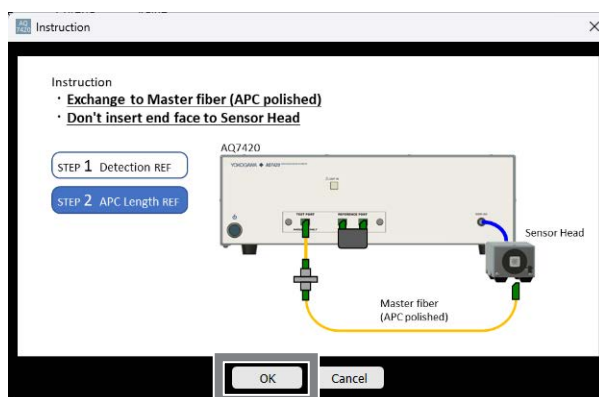 Instruction
Instruction
・Exchange to Master fiber (APC polished)
・Don't insert end face to Sensor Head
AQ7420
STEP 1 Detection REF
STEP 2 APC Length REF
YOKOGAWA
TEST PORT
REFERENCE PORT
Sensor Head
Master fiber
(APC polished)
OK
Cancel